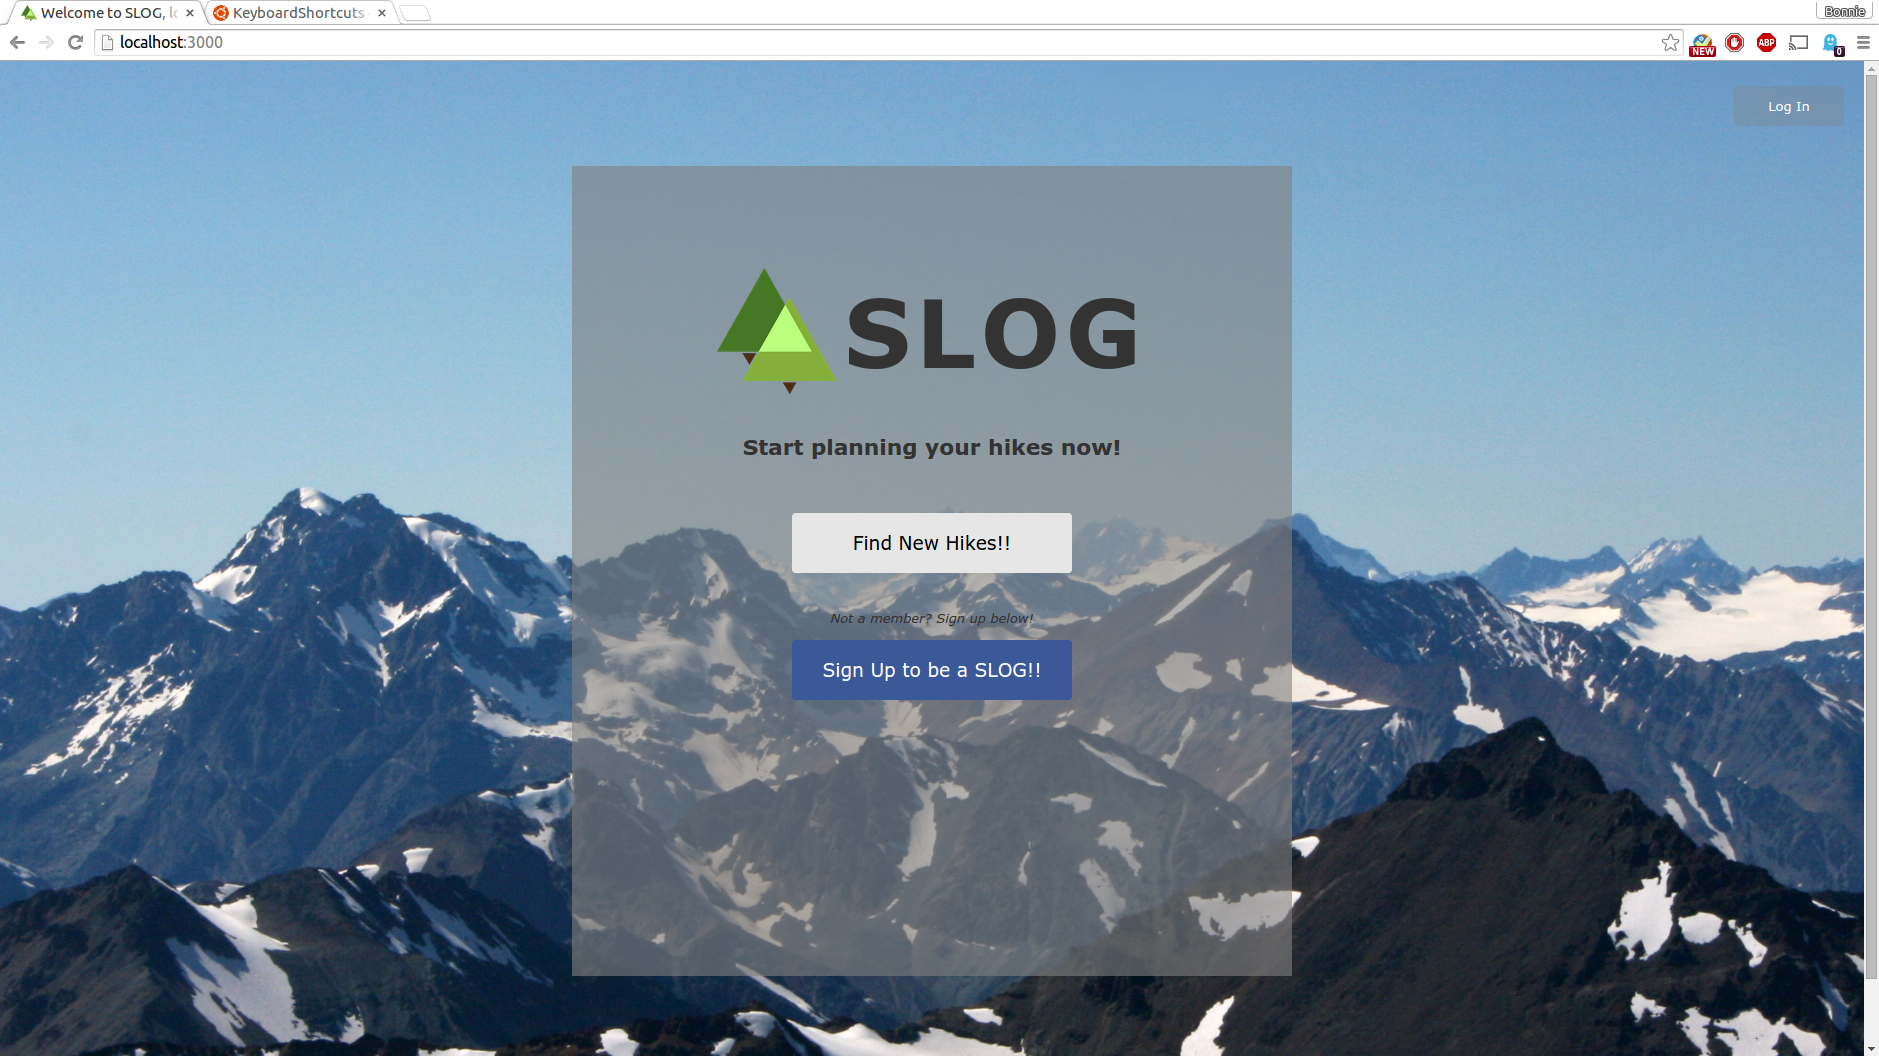 Welcome to SLOG, lo
KeyboardShortcuts
Bonnie
localhost:3000
NEW
ABP
0
Log In
SLOG
Start planning your hikes now!
Find New Hikes!!
Not a member? Sign up below!
Sign Up to be a SLOG!!